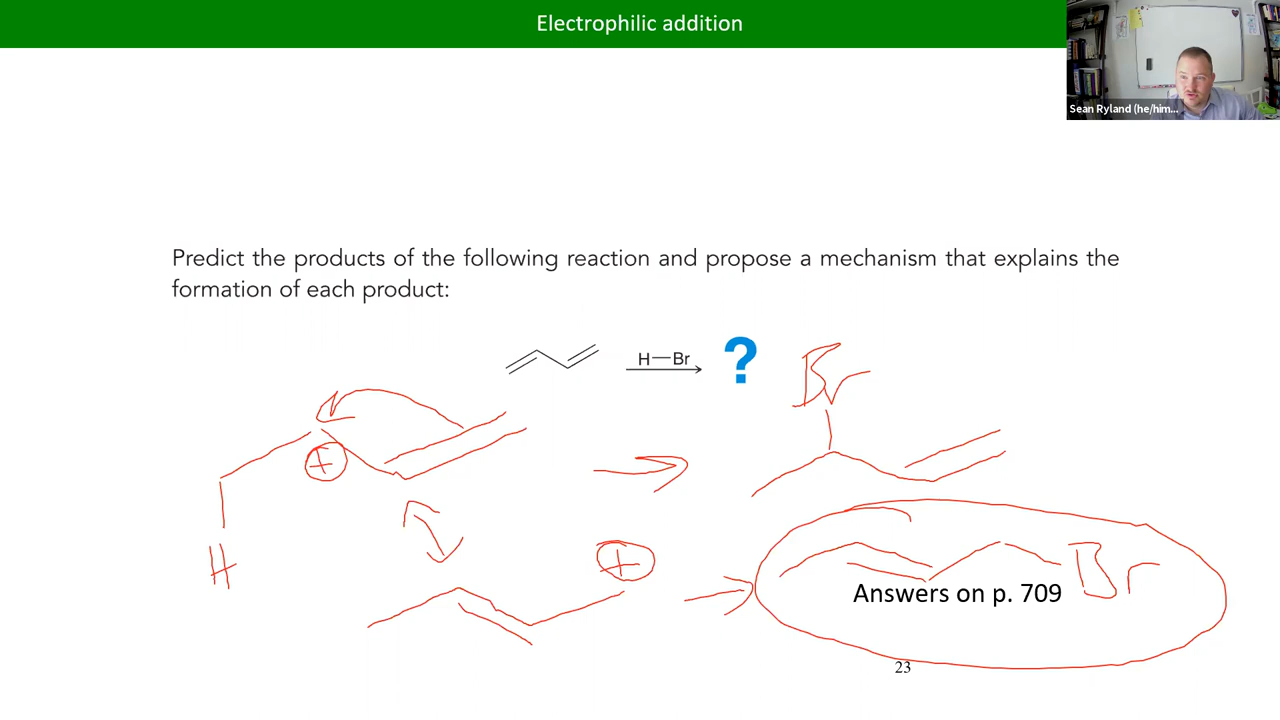 Electrophilic addition
Sean Ryland (he/him...
Predict the products of the following reaction and propose a mechanism that explains the
formation of each product:
H—Br
?
Br
+
H
+
Br
Answers on p. 709
23